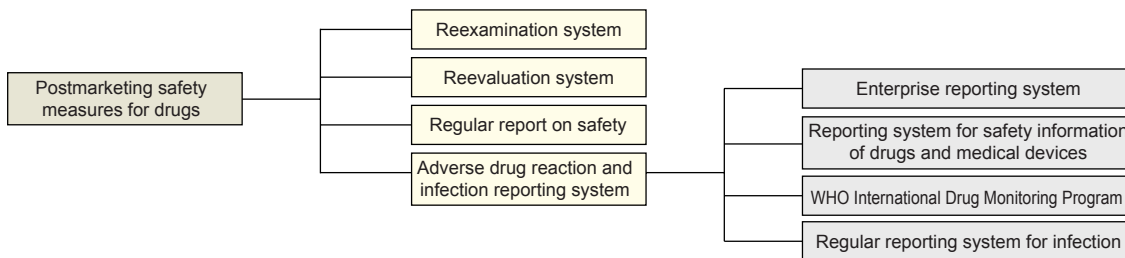 Postmarketing safety
measures for drugs
Reexamination system
Reevaluation system
Regular report on safety
Adverse drug reaction and
infection reporting system
Enterprise reporting system
Reporting system for safety information
of drugs and medical devices
WHO International Drug Monitoring Program
Regular reporting system for infection